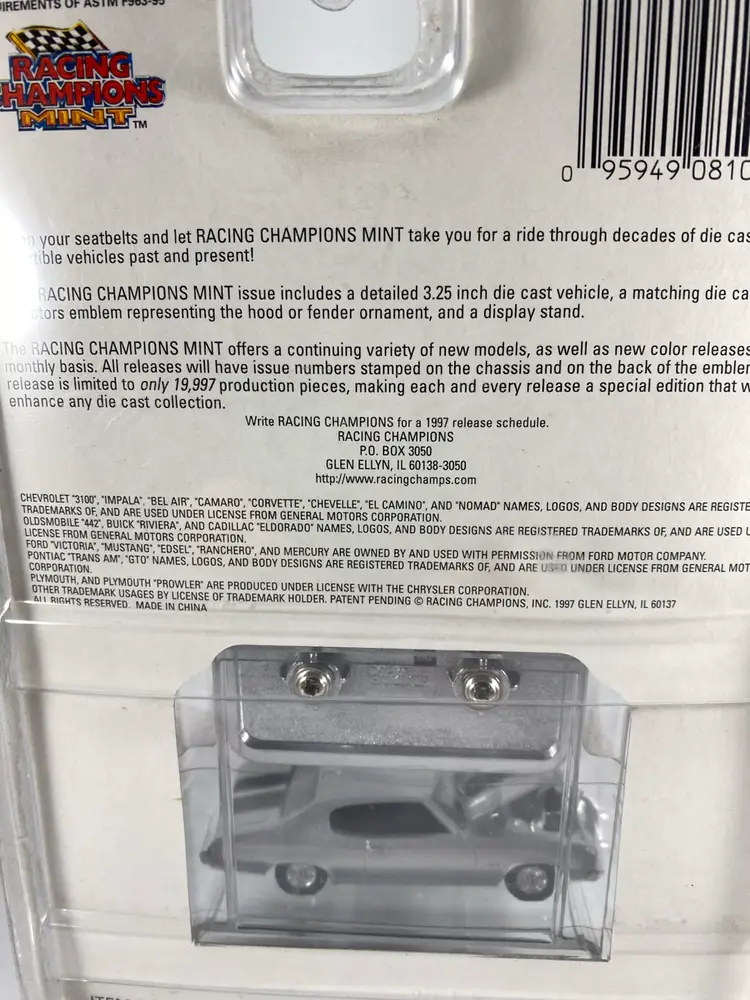 REQUIREMENTS OF ASTM F963-95
RACING
CHAMPIONS
MINT TM
0 95949 0810
your seatbelts and let RACING CHAMPIONS MINT take you for a ride through decades of die cas
tible vehicles past and present!
RACING CHAMPIONS MINT issue includes a detailed 3.25 inch die cast vehicle, a matching die ca
tors emblem representing the hood or fender ornament, and a display stand.
The RACING CHAMPIONS MINT offers a continuing variety of new models, as well as new color releases
monthly basis. All releases will have issue numbers stamped on the chassis and on the back of the emblem
release is limited to only 19,997 production pieces, making each and every release a special edition that w
enhance any die cast collection.
Write RACING CHAMPIONS for a 1997 release schedule.
RACING CHAMPIONS
P.O. BOX 3050
GLEN ELLYN, IL 60138-3050
http://www.racingchamps.com
CHEVROLET "3100", "IMPALA", "BEL AIR", "CAMARO", "CORVETTE", "CHEVELLE", "EL CAMINO", AND "NOMAD" NAMES, LOGOS, AND BODY DESIGNS ARE REGISTE
TRADEMARKS OF, AND ARE USED UNDER LICENSE FROM GENERAL MOTORS CORPORATION.
OLDSMOBILE "442", BUICK "RIVIERA", AND CADILLAC "ELDORADO" NAMES, LOGOS, AND BODY DESIGNS ARE REGISTERED TRADEMARKS OF, AND ARE USED U
LICENSE FROM GENERAL MOTORS CORPORATION.
FORD "VICTORIA", "MUSTANG", "EDSEL", "RANCHERO", AND MERCURY ARE OWNED BY AND USED WITH PERMISSION FROM FORD MOTOR COMPANY.
PONTIAC "TRANS AM", "GTO" NAMES, LOGOS, AND BODY DESIGNS ARE REGISTERED TRADEMARKS OF, AND ARE USED UNDER LICENSE FROM GENERAL MOT
CORPORATION.
PLYMOUTH, AND PLYMOUTH "PROWLER" ARE PRODUCED UNDER LICENSE WITH THE CHRYSLER CORPORATION.
OTHER TRADEMARK USAGES BY LICENSE OF TRADEMARK HOLDER. PATENT PENDING © RACING CHAMPIONS, INC. 1997 GLEN ELLYN, IL 60137
ALL RIGHTS RESERVED. MADE IN CHINA